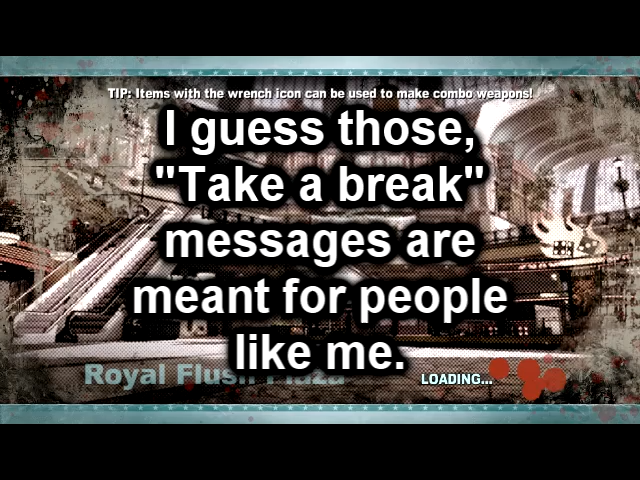 TIP: Items with the wrench icon can be used to make combo weapons!
I guess those,
"Take a break"
messages are
meant for people
like me.
Royal Flush Plaza
LOADING...